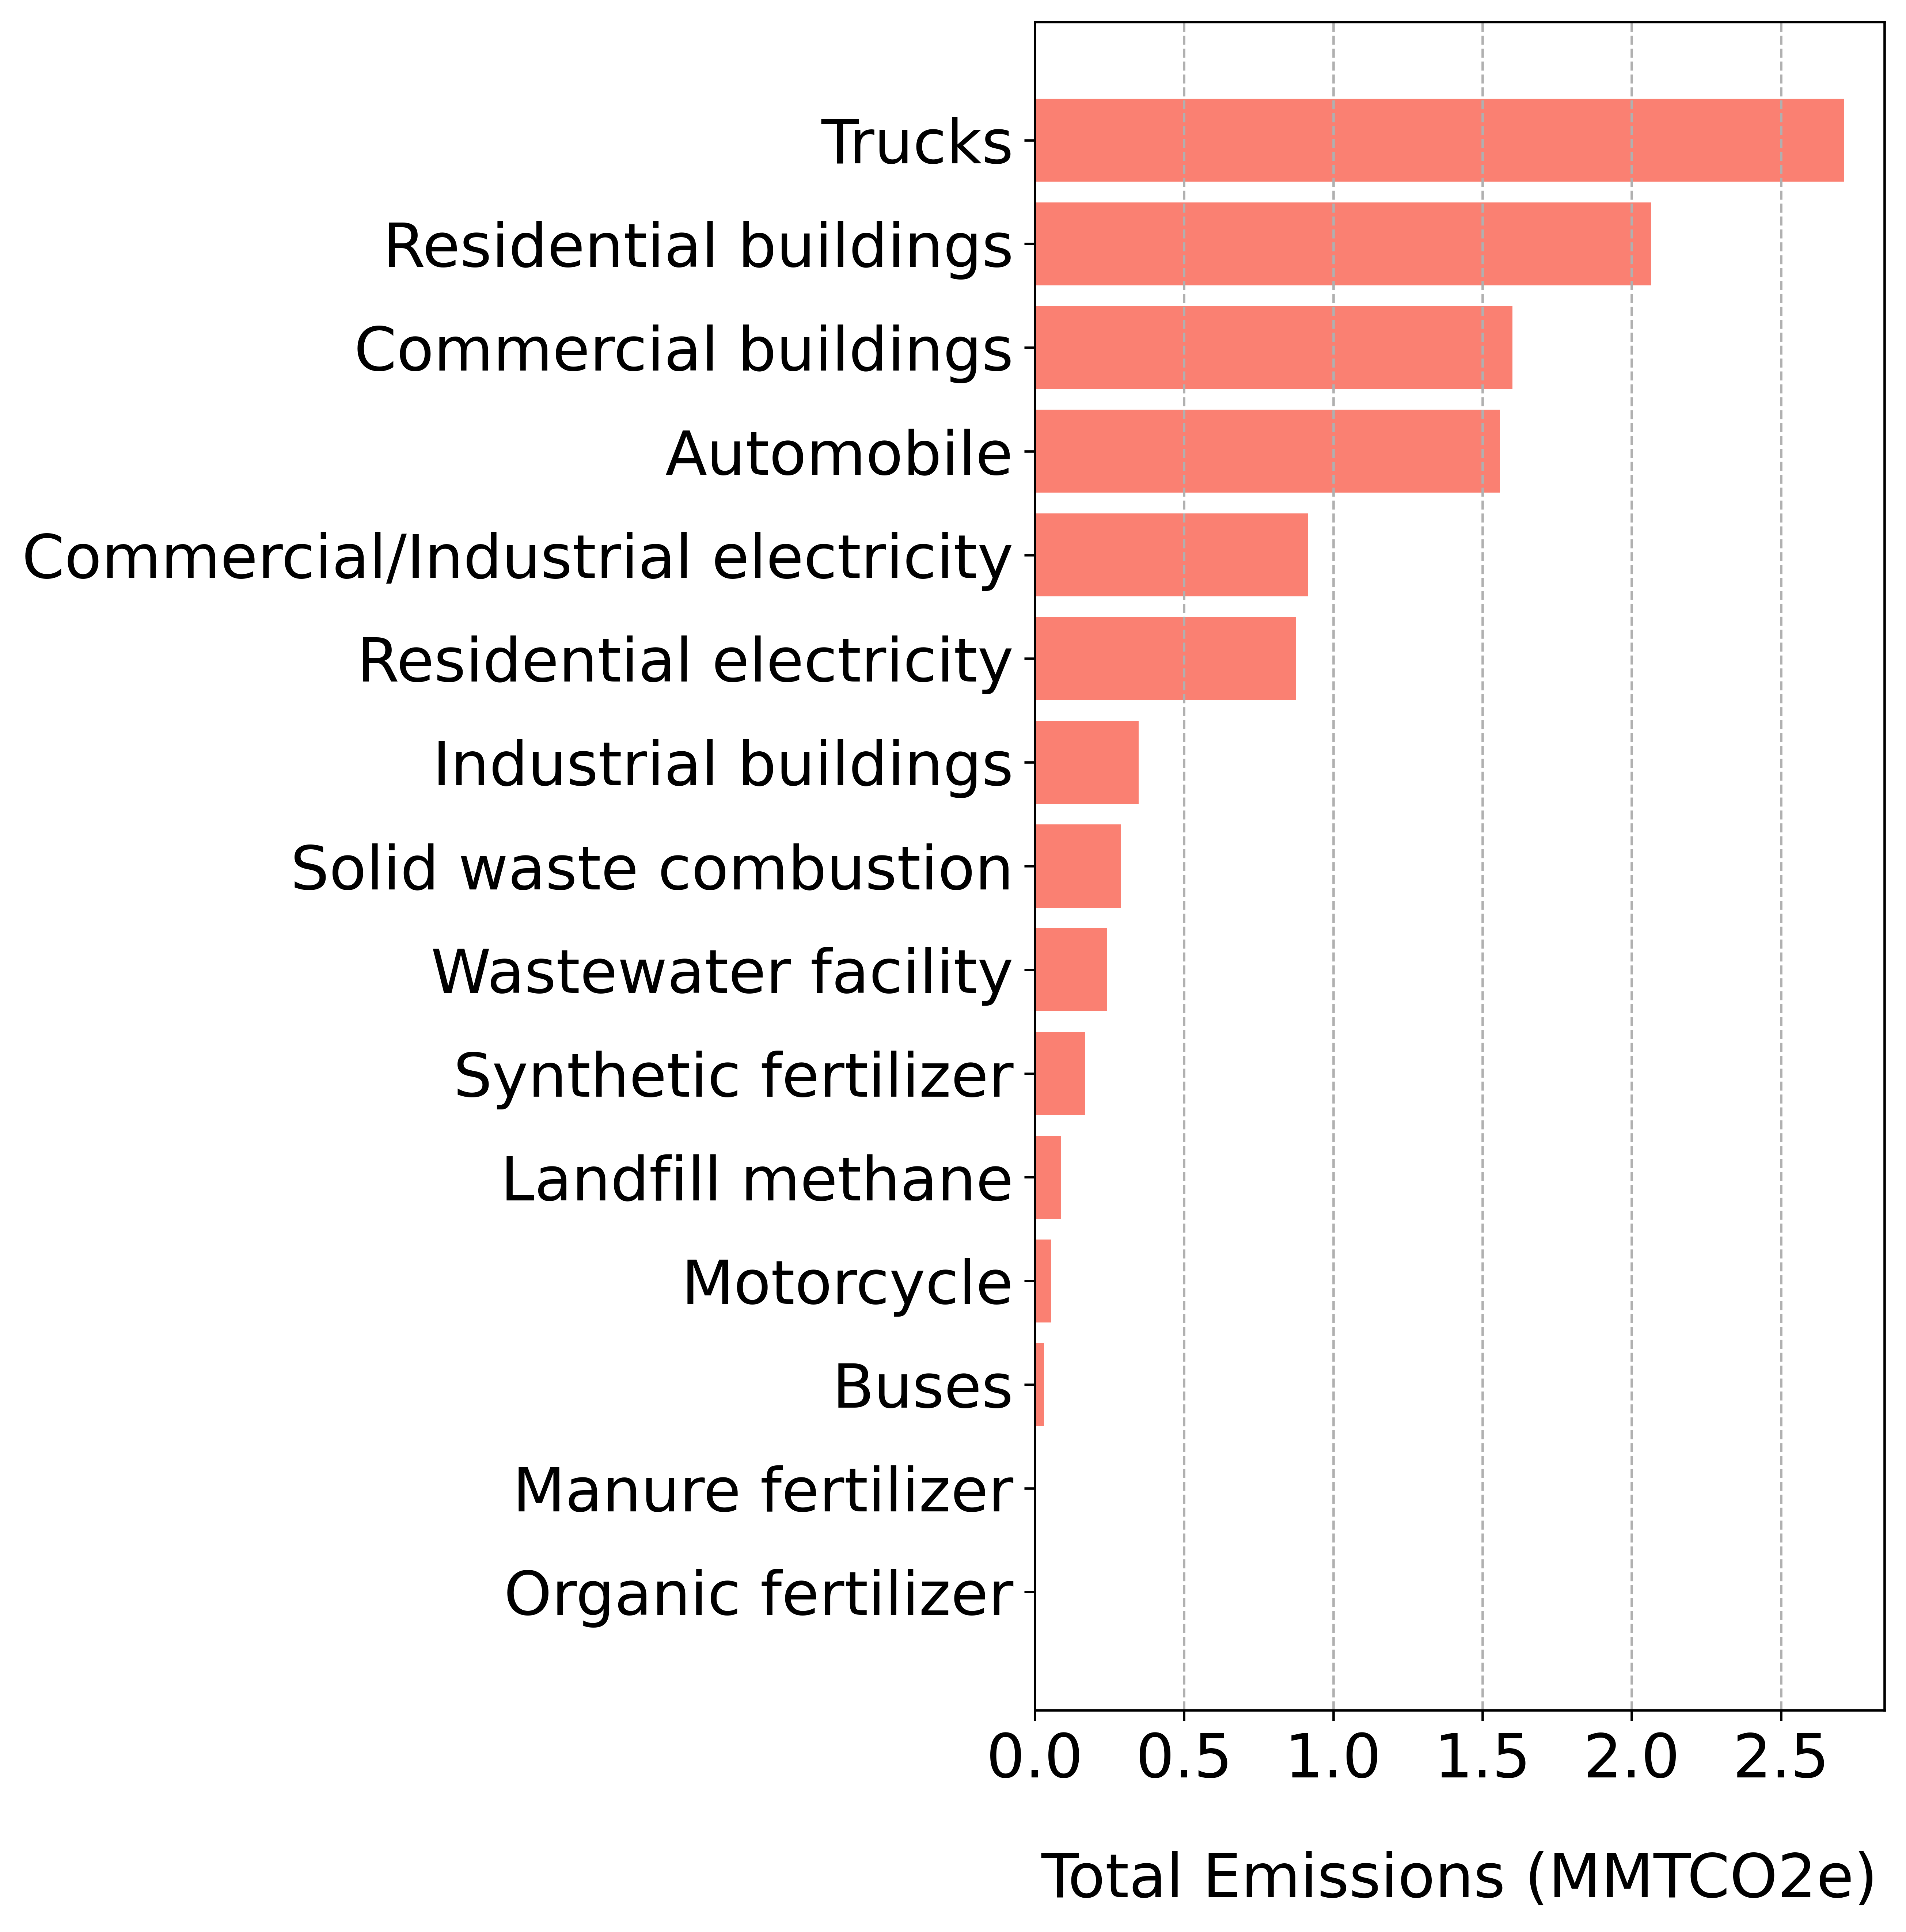 Trucks
Residential buildings
Commercial buildings
Automobile
Commercial/Industrial electricity
Residential electricity
Industrial buildings
Solid waste combustion
Wastewater facility
Synthetic fertilizer
Landfill methane
Motorcycle
Buses
Manure fertilizer
Organic fertilizer
0.0 0.5 1.0 1.5 2.0 2.5
Total Emissions (MMTCO2e)